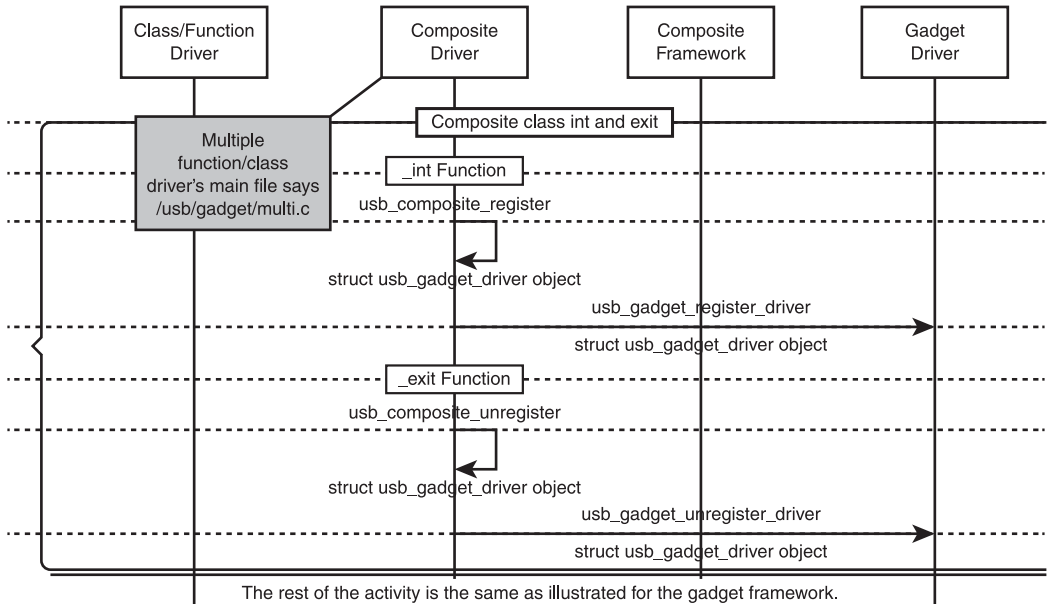 Class/Function
Driver
Composite
Driver
Composite
Framework
Gadget
Driver
Composite class int and exit
Multiple
function/class
driver's main file says
/usb/gadget/multi.c
_int Function
usb_composite_register
struct usb_gadget_driver object
usb_gadget_register_driver
struct usb_gadget_driver object
_exit Function
usb_composite_unregister
struct usb_gadget_driver object
usb_gadget_unregister_driver
struct usb_gadget_driver object
The rest of the activity is the same as illustrated for the gadget framework.